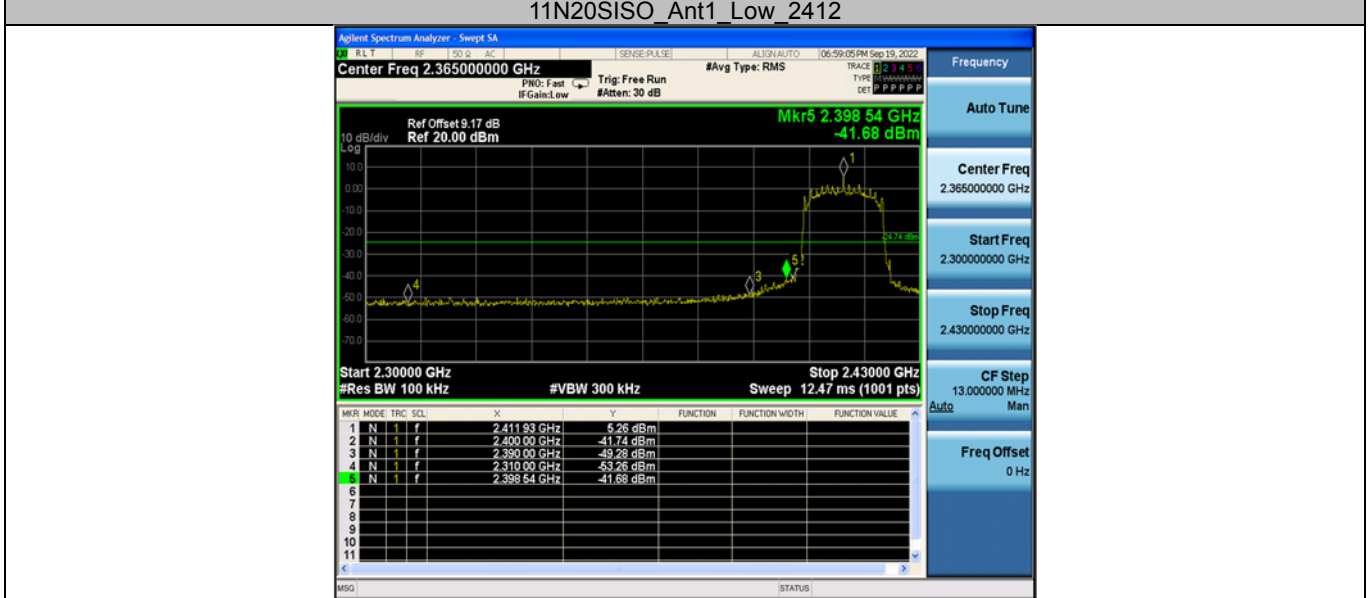 11N20SISO_Ant1_Low_2412
Agilent Spectrum Analyzer - Swept SA
RLT RF 50 Ω AC SENSE:PULSE ALIGNAUTO 06:59:05 PM Sep 19, 2022
Center Freq 2.365000000 GHz #Avg Type: RMS TRACE 1 2 3 4 5 6
PNO: Fast Trig: Free Run TYPE
IFGain:Low #Atten: 30 dB DET P P P P P P
Frequency
Auto Tune
Center Freq
2.365000000 GHz
Start Freq
2.300000000 GHz
Stop Freq
2.430000000 GHz
CF Step
13.000000 MHz
Auto Man
Freq Offset
0 Hz
Mkr5 2.398 54 GHz
-41.68 dBm
Ref Offset 9.17 dB
10 dB/div Ref 20.00 dBm
Log
10.0
0.00
-10.0
-20.0
-30.0
-40.0
-50.0
-60.0
-70.0
1
-24.74 dBm
5 2
3
4
Start 2.30000 GHz Stop 2.43000 GHz
#Res BW 100 kHz #VBW 300 kHz Sweep 12.47 ms (1001 pts)
MKR MODE TRC SCL X Y FUNCTION FUNCTION WIDTH FUNCTION VALUE
1 N 1 f 2.411 93 GHz 5.26 dBm
2 N 1 f 2.400 00 GHz -41.74 dBm
3 N 1 f 2.390 00 GHz -49.28 dBm
4 N 1 f 2.310 00 GHz -53.26 dBm
5 N 1 f 2.398 54 GHz -41.68 dBm
6
7
8
9
10
11
MSG STATUS